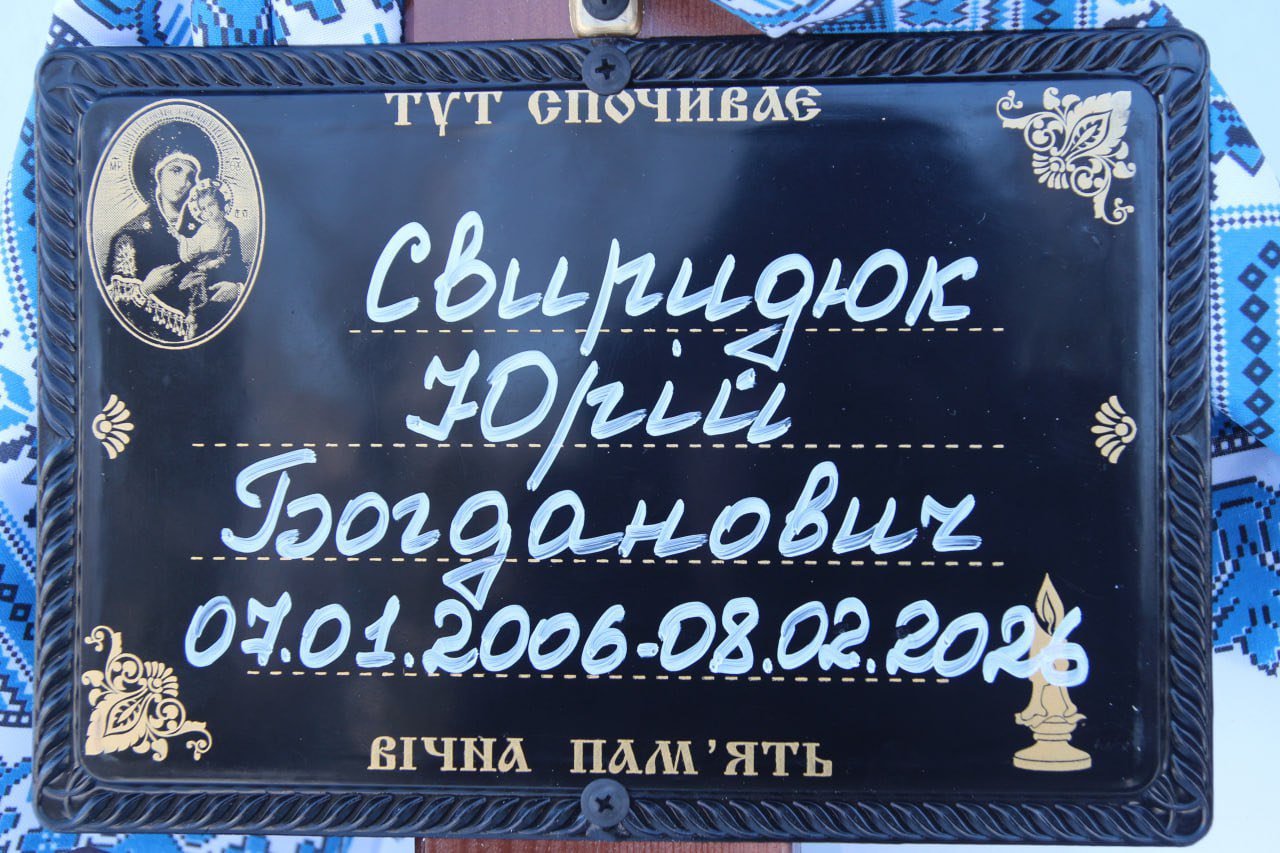 ТУТ СПОЧИВАЄ
Свиридюк
Юрій
Богданович
07.01.2006-08.02.2026
ВІЧНА ПАМ'ЯТЬ